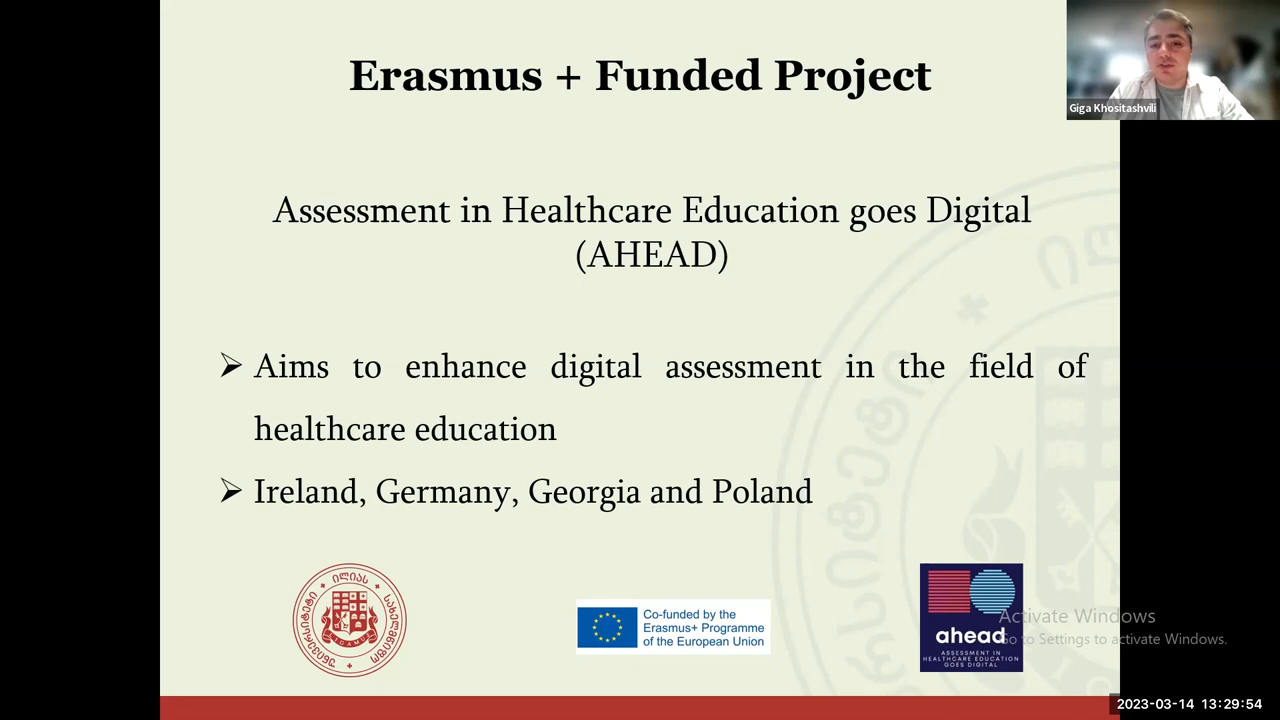 Erasmus + Funded Project
Giga Khositashvili
Assessment in Healthcare Education goes Digital
(AHEAD)
Aims to enhance digital assessment in the field of
healthcare education
Ireland, Germany, Georgia and Poland
ილიას სახელმწიფო უნივერსიტეტი
Co-funded by the
Erasmus+ Programme
of the European Union
ahead
ASSESSMENT IN
HEALTHCARE EDUCATION
GOES DIGITAL
Activate Windows
Go to Settings to activate Windows.
2023-03-14 13:29:54